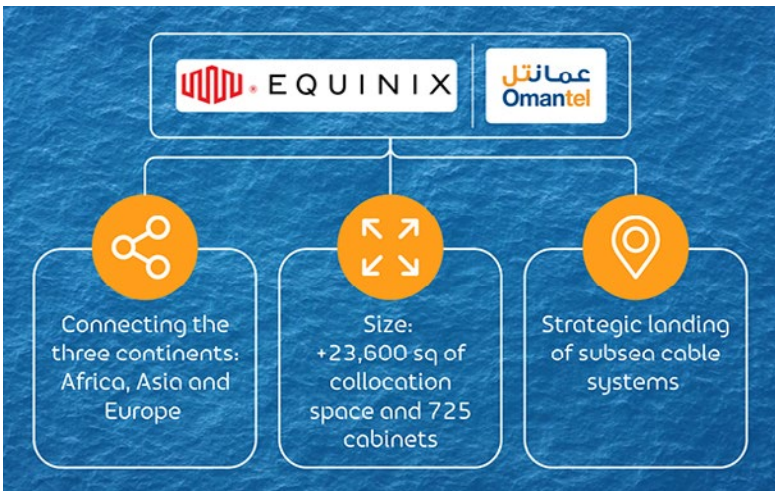 ® EQUINIX
عمانتل
Omantel
Connecting the
three continents:
Africa, Asia and
Europe
Size:
+23,600 sq of
collocation
space and 725
cabinets
Strategic landing
of subsea cable
systems